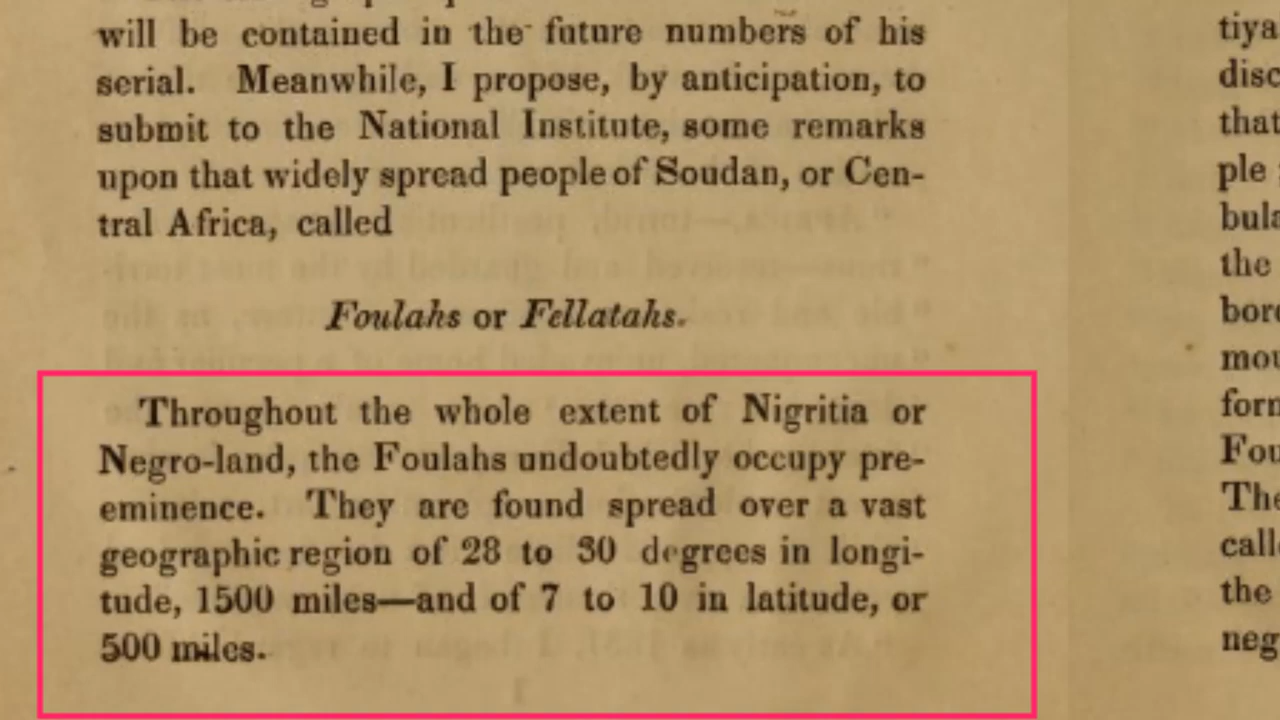 will be contained in the future numbers of his
serial. Meanwhile, I propose, by anticipation, to
submit to the National Institute, some remarks
upon that widely spread people of Soudan, or Cen-
tral Africa, called
Foulahs or Fellatahs.
Throughout the whole extent of Nigritia or
Negro-land, the Foulahs undoubtedly occupy pre-
eminence. They are found spread over a vast
geographic region of 28 to 30 degrees in longi-
tude, 1500 miles—and of 7 to 10 in latitude, or
500 miles.
tiya
disc
that
ple
bula
the
bord
mou
form
Fou
The
calle
the
neg